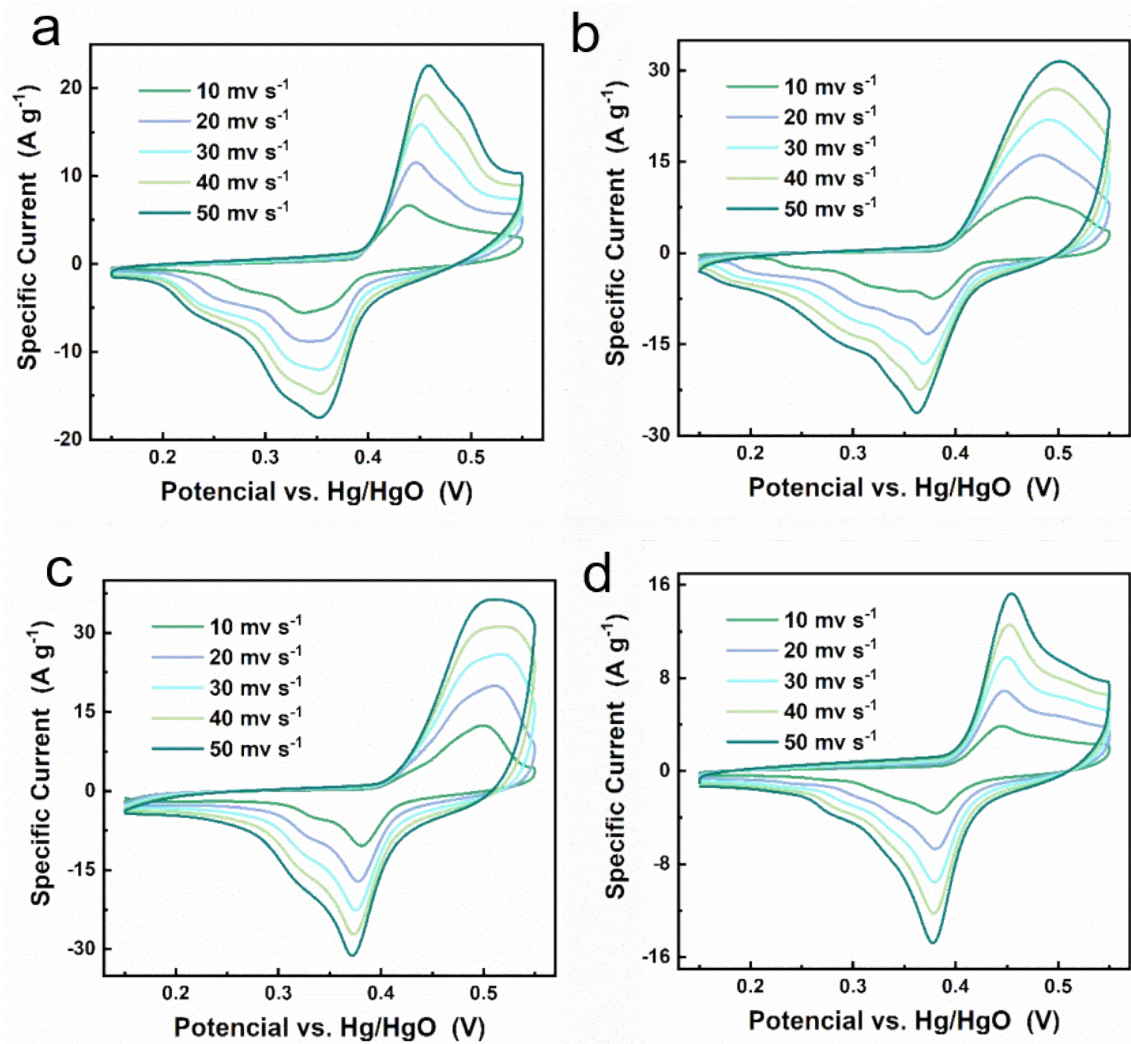 a
Specific Current (A g⁻¹)
20
10
0
-10
-20
10 mv s⁻¹
20 mv s⁻¹
30 mv s⁻¹
40 mv s⁻¹
50 mv s⁻¹
0.2 0.3 0.4 0.5
Potencial vs. Hg/HgO (V)
b
Specific Current (A g⁻¹)
30
15
0
-15
-30
10 mv s⁻¹
20 mv s⁻¹
30 mv s⁻¹
40 mv s⁻¹
50 mv s⁻¹
0.2 0.3 0.4 0.5
Potencial vs. Hg/HgO (V)
c
Specific Current (A g⁻¹)
30
15
0
-15
-30
10 mv s⁻¹
20 mv s⁻¹
30 mv s⁻¹
40 mv s⁻¹
50 mv s⁻¹
0.2 0.3 0.4 0.5
Potencial vs. Hg/HgO (V)
d
Specific Current (A g⁻¹)
16
8
0
-8
-16
10 mv s⁻¹
20 mv s⁻¹
30 mv s⁻¹
40 mv s⁻¹
50 mv s⁻¹
0.2 0.3 0.4 0.5
Potencial vs. Hg/HgO (V)